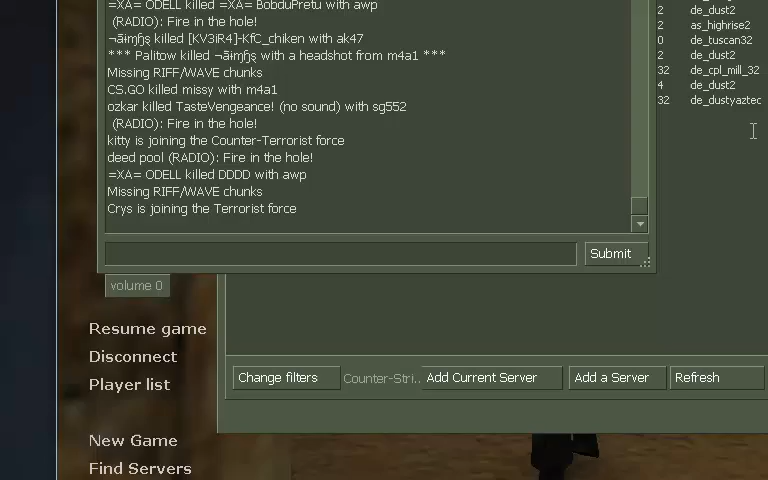 =XA= ODELL killed =XA= BobduPretu with awp
(RADIO): Fire in the hole!
killed [KV3iR4]-KfC_chiken with ak47
*** Palitow killed with a headshot from m4a1 ***
Missing RIFF/WAVE chunks
CS.GO killed missy with m4a1
ozkar killed TasteVengeance! (no sound) with sg552
(RADIO): Fire in the hole!
kitty is joining the Counter-Terrorist force
deed pool (RADIO): Fire in the hole!
=XA= ODELL killed DDDD with awp
Missing RIFF/WAVE chunks
Crys is joining the Terrorist force
Submit
2 de_dust2
2 as_highrise2
0 de_tuscan32
2 de_dust2
32 de_cpl_mill_32
4 de_dust2
32 de_dustyaztec
volume 0
Resume game
Disconnect
Player list
New Game
Find Servers
Change filters
Counter-Stri..
Add Current Server
Add a Server
Refresh